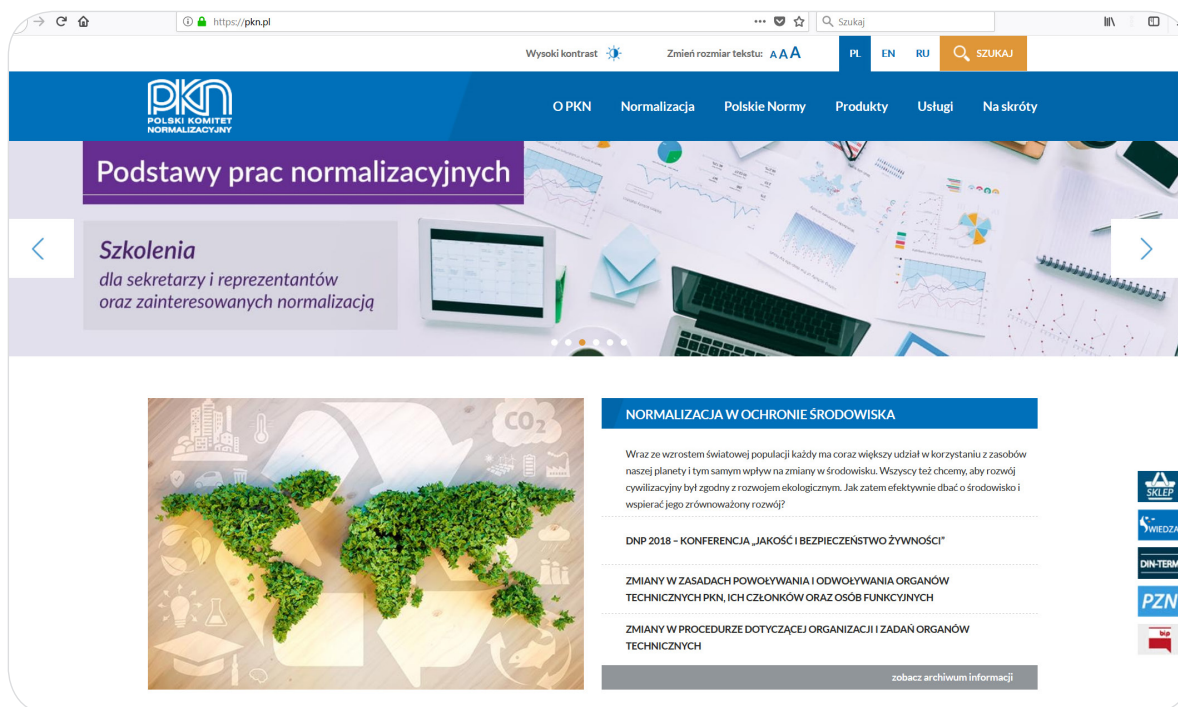 https://pkn.pl
Szukaj
Wysoki kontrast
Zmień rozmiar tekstu: A A A
PL EN RU SZUKAJ
PKN
POLSKI KOMITET
NORMALIZACYJNY
O PKN Normalizacja Polskie Normy Produkty Usługi Na skróty
Podstawy prac normalizacyjnych
Szkolenia
dla sekretarzy i reprezentantów
oraz zainteresowanych normalizacją
CO2
NORMALIZACJA W OCHRONIE ŚRODOWISKA
Wraz ze wzrostem światowej populacji każdy ma coraz większy udział w korzystaniu z zasobów
naszej planety i tym samym wpływ na zmiany w środowisku. Wszyscy też chcemy, aby rozwój
cywilizacyjny był zgodny z rozwojem ekologicznym. Jak zatem efektywnie dbać o środowisko i
wspierać jego zrównoważony rozwój?
DNP 2018 – KONFERENCJA „JAKOŚĆ I BEZPIECZEŃSTWO ŻYWNOŚCI”
ZMIANY W ZASADACH POWOŁYWANIA I ODWOŁYWANIA ORGANÓW
TECHNICZNYCH PKN, ICH CZŁONKÓW ORAZ OSÓB FUNKCYJNYCH
ZMIANY W PROCEDURZE DOTYCZĄCEJ ORGANIZACJI I ZADAŃ ORGANÓW
TECHNICZNYCH
zobacz archiwum informacji
SKLEP
WIEDZA
DIN-TERM
PZN
bip